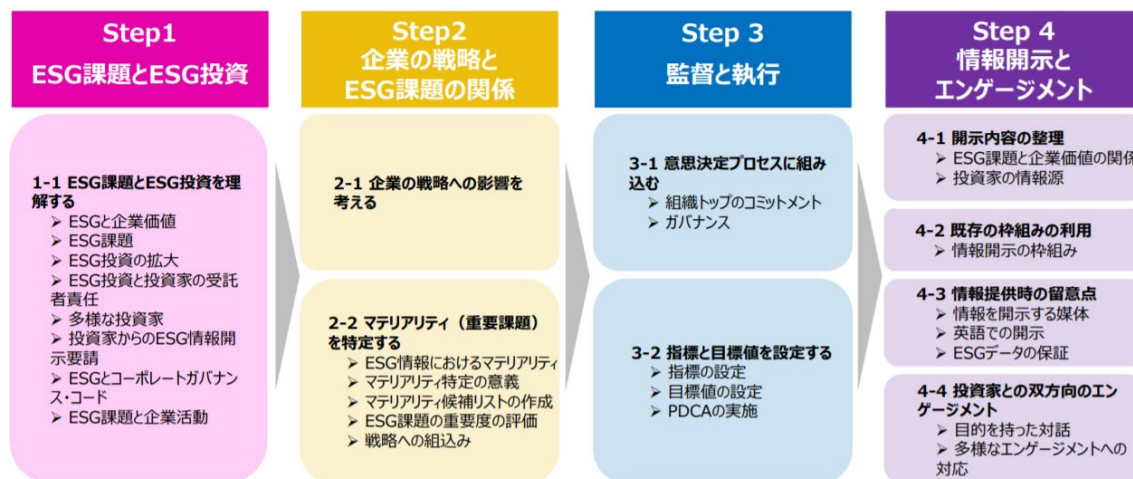 Step1
ESG課題とESG投資
1-1 ESG課題とESG投資を理
解する
➢ ESGと企業価値
➢ ESG課題
➢ ESG投資の拡大
➢ ESG投資と投資家の受託
者責任
➢ 多様な投資家
➢ 投資家からのESG情報開
示要請
➢ ESGとコーポレートガバナン
ス・コード
➢ ESG課題と企業活動
Step2
企業の戦略と
ESG課題の関係
2-1 企業の戦略への影響を
考える
2-2 マテリアリティ（重要課題）
を特定する
➢ ESG情報におけるマテリアリティ
➢ マテリアリティ特定の意義
➢ マテリアリティ候補リストの作成
➢ ESG課題の重要度の評価
➢ 戦略への組込み
Step 3
監督と執行
3-1 意思決定プロセスに組み
込む
➢ 組織トップのコミットメント
➢ ガバナンス
3-2 指標と目標値を設定する
➢ 指標の設定
➢ 目標値の設定
➢ PDCAの実施
Step 4
情報開示と
エンゲージメント
4-1 開示内容の整理
➢ ESG課題と企業価値の関係
➢ 投資家の情報源
4-2 既存の枠組みの利用
➢ 情報開示の枠組み
4-3 情報提供時の留意点
➢ 情報を開示する媒体
➢ 英語での開示
➢ ESGデータの保証
4-4 投資家との双方向のエン
ゲージメント
➢ 目的を持った対話
➢ 多様なエンゲージメントへの
対応